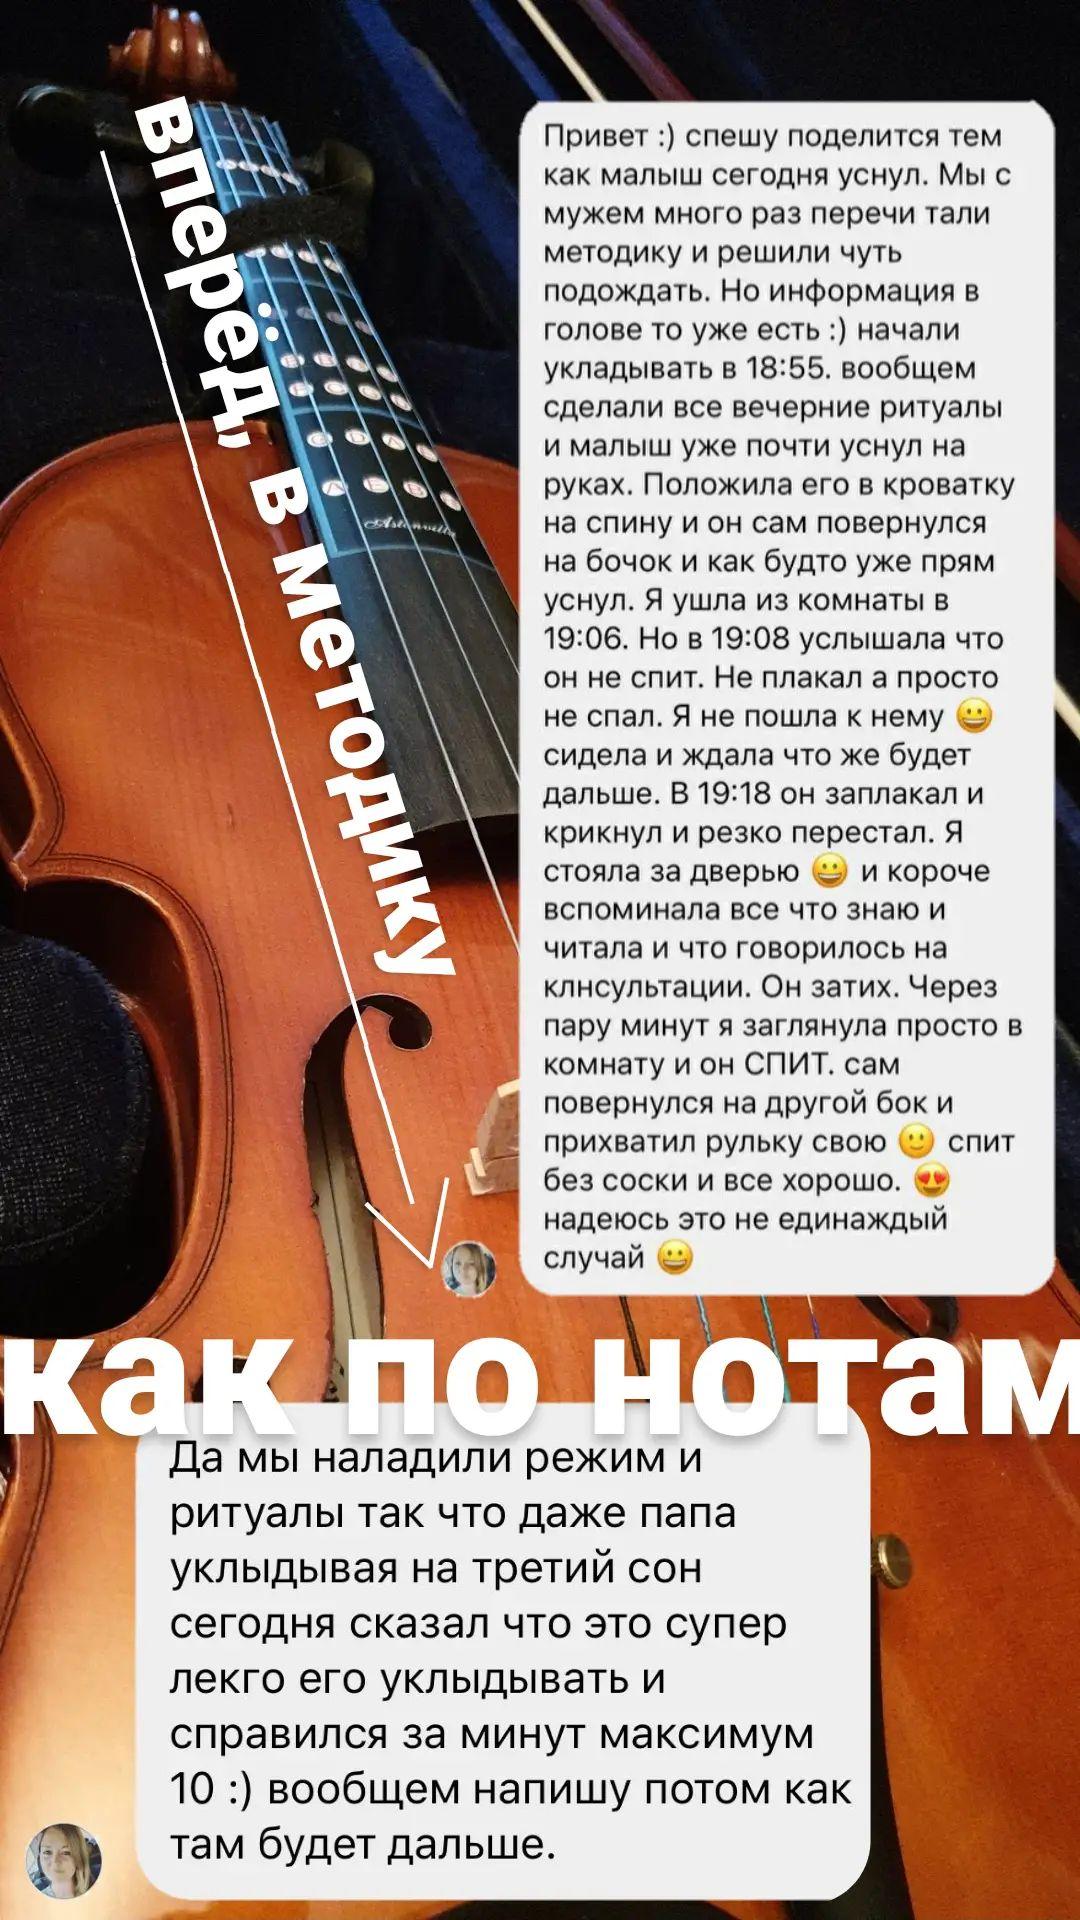 Вперёд, в методику
Привет :) спешу поделится тем
как малыш сегодня уснул. Мы с
мужем много раз перечи тали
методику и решили чуть
подождать. Но информация в
голове то уже есть :) начали
укладывать в 18:55. вообщем
сделали все вечерние ритуалы
и малыш уже почти уснул на
руках. Положила его в кроватку
на спину и он сам повернулся
на бочок и как будто уже прям
уснул. Я ушла из комнаты в
19:06. Но в 19:08 услышала что
он не спит. Не плакал а просто
не спал. Я не пошла к нему 😀
сидела и ждала что же будет
дальше. В 19:18 он заплакал и
крикнул и резко перестал. Я
стояла за дверью 😀 и короче
вспоминала все что знаю и
читала и что говорилось на
клнсультации. Он затих. Через
пару минут я заглянула просто в
комнату и он СПИТ. сам
повернулся на другой бок и
прихватил рульку свою 🙂 спит
без соски и все хорошо. 😍
надеюсь это не единаждый
случай 😀
как по нотам
Да мы наладили режим и
ритуалы так что даже папа
уклыдывая на третий сон
сегодня сказал что это супер
лекго его уклыдывать и
справился за минут максимум
10 :) вообщем напишу потом как
там будет дальше.